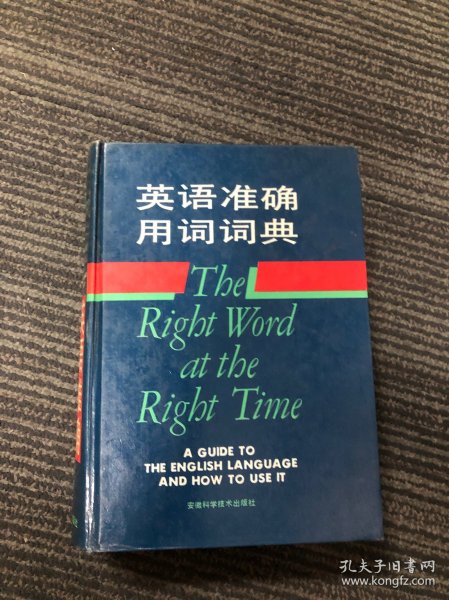 英语准确
用词词典
The
Right Word
at the
Right Time
A GUIDE TO
THE ENGLISH LANGUAGE
AND HOW TO USE IT
安徽科学技术出版社
孔夫子旧书网
www.kongfz.com